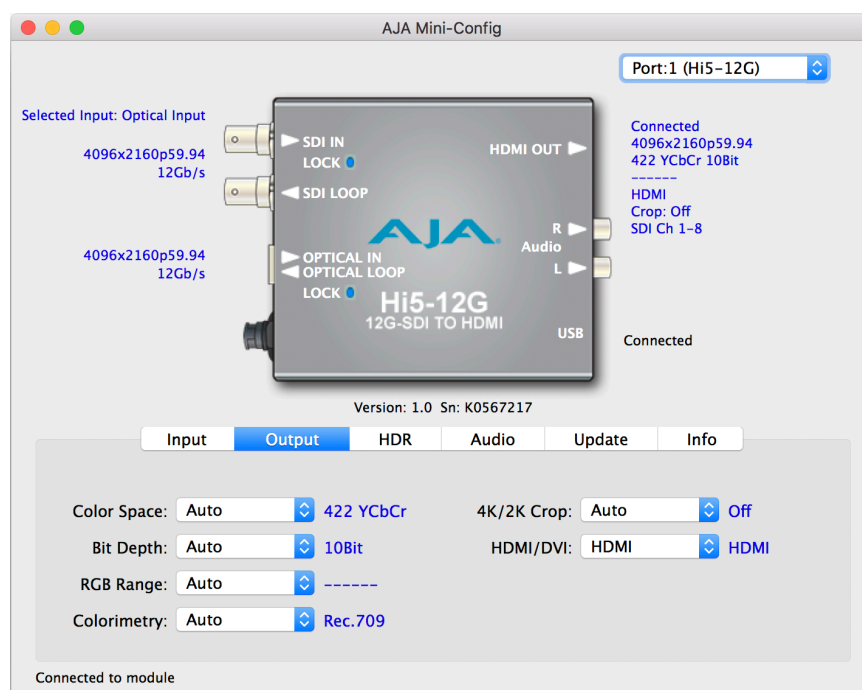 AJA Mini-Config
Port:1 (Hi5-12G)
Selected Input: Optical Input
4096x2160p59.94
12Gb/s
4096x2160p59.94
12Gb/s
SDI IN
LOCK
SDI LOOP
HDMI OUT
AJA
R
Audio
L
OPTICAL IN
OPTICAL LOOP
LOCK
Hi5-12G
12G-SDI TO HDMI
USB
Connected
4096x2160p59.94
422 YCbCr 10Bit
------
HDMI
Crop: Off
SDI Ch 1-8
Connected
Version: 1.0 Sn: K0567217
Input Output HDR Audio Update Info
Color Space: Auto 422 YCbCr 4K/2K Crop: Auto Off
Bit Depth: Auto 10Bit HDMI/DVI: HDMI HDMI
RGB Range: Auto ------
Colorimetry: Auto Rec.709
Connected to module